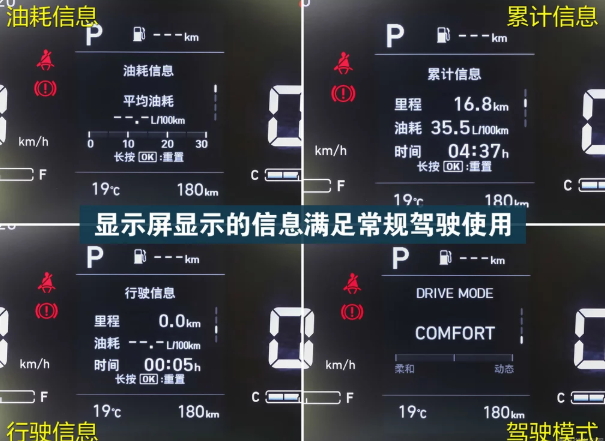 油耗信息
P ---km
油耗信息
平均油耗
--.-L/100km
0 10 20 30
长按 OK :重置
km/h
F
C
19℃ 180km
累计信息
P ---km
累计信息
里程 16.8km
油耗 35.5L/100km
时间 04:37h
长按 OK :重置
km/h
F
C
19℃ 180km
显示屏显示的信息满足常规驾驶使用
P ---km
行驶信息
里程 0.0km
油耗 --.-L/100km
时间 00:05h
长按 OK :重置
km/h
F
C
19℃ 180km
行驶信息
P ---km
DRIVE MODE
COMFORT
柔和 动态
km/h
F
C
19℃ 180km
驾驶模式